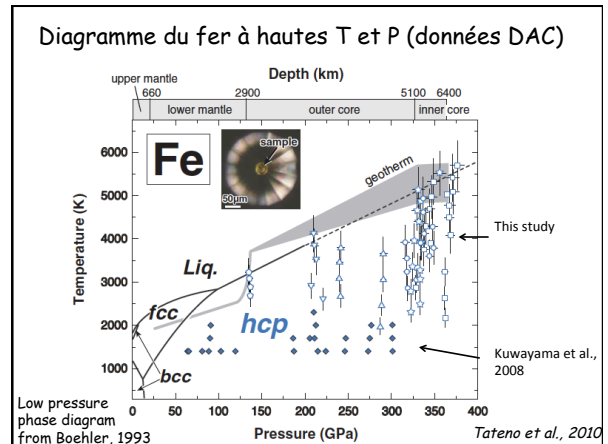 Diagramme du fer à hautes T et P (données DAC)
Depth (km)
660 2900 5100 6400
upper mantle
lower mantle outer core inner core
Fe
sample
50µm
geotherm
This study
Liq.
fcc
hcp
bcc
Kuwayama et al.,
2008
Temperature (K)
6000
5000
4000
3000
2000
1000
0 50 100 150 200 250 300 350 400
Pressure (GPa)
Low pressure
phase diagram
from Boehler, 1993
Tateno et al., 2010